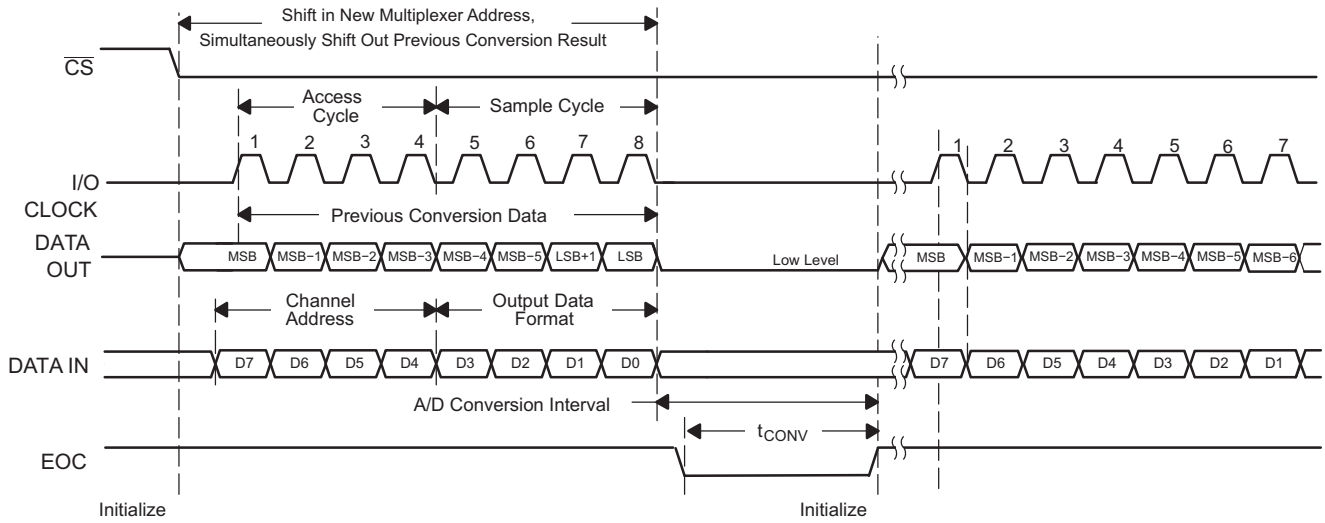 Shift in New Multiplexer Address,
Simultaneously Shift Out Previous Conversion Result
CS
Access
Cycle
Sample Cycle
1 2 3 4 5 6 7 8 1 2 3 4 5 6 7
I/O
CLOCK
Previous Conversion Data
DATA
OUT
MSB MSB−1 MSB−2 MSB−3 MSB−4 MSB−5 LSB+1 LSB Low Level MSB MSB−1 MSB−2 MSB−3 MSB−4 MSB−5 MSB−6
Channel
Address
Output Data
Format
DATA IN D7 D6 D5 D4 D3 D2 D1 D0 D7 D6 D5 D4 D3 D2 D1
A/D Conversion Interval
tCONV
EOC
Initialize Initialize